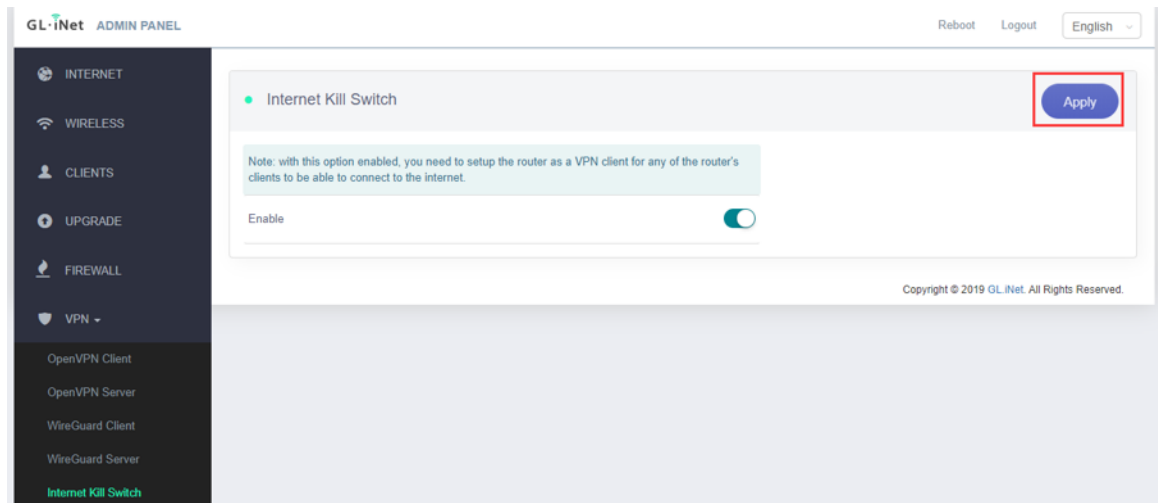 GL·iNet ADMIN PANEL
Reboot Logout English
INTERNET
WIRELESS
CLIENTS
UPGRADE
FIREWALL
VPN
OpenVPN Client
OpenVPN Server
WireGuard Client
WireGuard Server
Internet Kill Switch
Internet Kill Switch
Apply
Note: with this option enabled, you need to setup the router as a VPN client for any of the router's
clients to be able to connect to the internet.
Enable
Copyright © 2019 GL.iNet. All Rights Reserved.